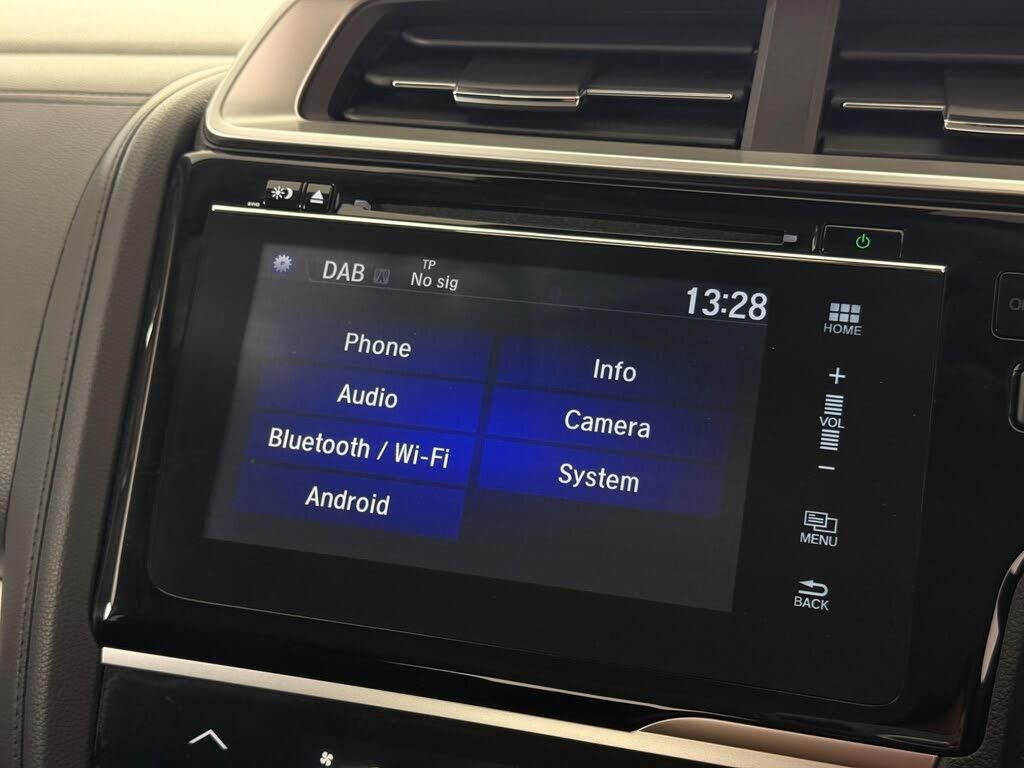 DAB
TP
No sig
13:28
Phone
Audio
Bluetooth / Wi-Fi
Android
Info
Camera
System
HOME
+
VOL
−
MENU
BACK